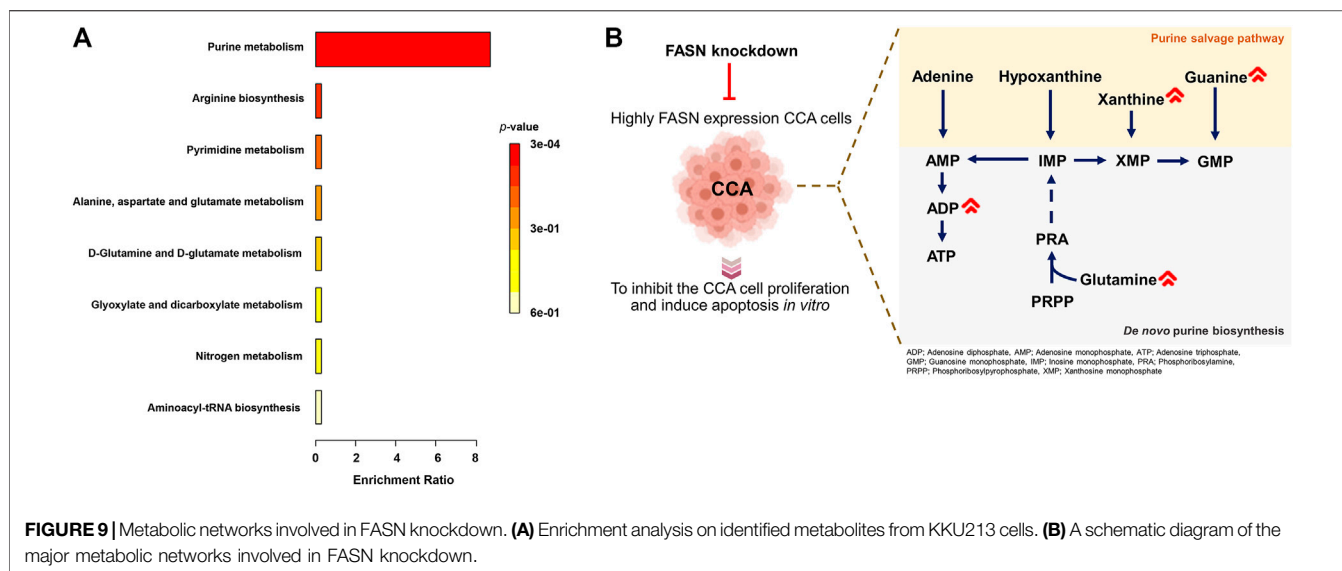 A
Purine metabolism
Arginine biosynthesis
Pyrimidine metabolism
Alanine, aspartate and glutamate metabolism
D-Glutamine and D-glutamate metabolism
Glyoxylate and dicarboxylate metabolism
Nitrogen metabolism
Aminoacyl-tRNA biosynthesis
0 2 4 6 8
Enrichment Ratio
p-value
3e-04
3e-01
6e-01
B
FASN knockdown
Highly FASN expression CCA cells
CCA
To inhibit the CCA cell proliferation
and induce apoptosis in vitro
Purine salvage pathway
Adenine Hypoxanthine Guanine
Xanthine
AMP IMP XMP GMP
ADP
PRA
ATP
Glutamine
PRPP
De novo purine biosynthesis
ADP; Adenosine diphosphate, AMP; Adenosine monophosphate, ATP; Adenosine triphosphate,
GMP; Guanosine monophosphate, IMP; Inosine monophosphate, PRA; Phosphoribosylamine,
PRPP; Phosphoribosylpyrophosphate, XMP; Xanthosine monophosphate
FIGURE 9 | Metabolic networks involved in FASN knockdown. (A) Enrichment analysis on identified metabolites from KKU213 cells. (B) A schematic diagram of the
major metabolic networks involved in FASN knockdown.